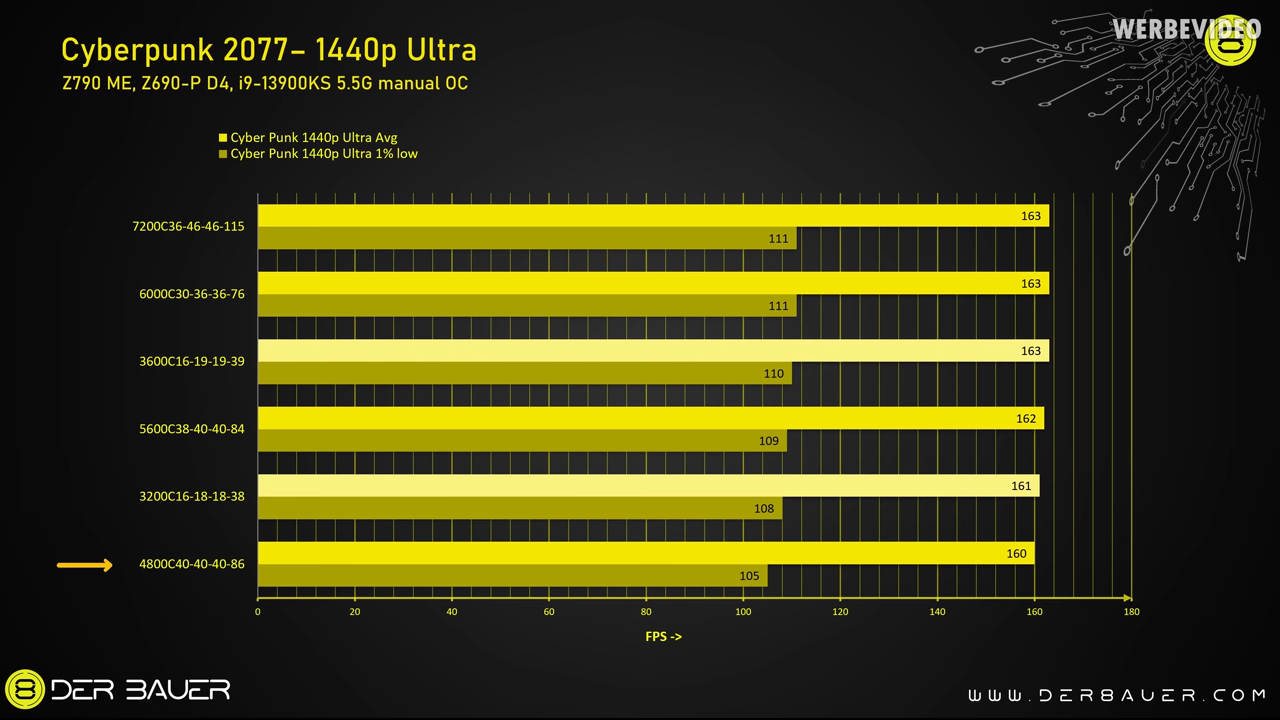 WERBEVIDEO
Cyberpunk 2077– 1440p Ultra
Z790 ME, Z690-P D4, i9-13900KS 5.5G manual OC
Cyber Punk 1440p Ultra Avg
Cyber Punk 1440p Ultra 1% low
7200C36-46-46-115
163
111
6000C30-36-36-76
163
111
3600C16-19-19-39
163
110
5600C38-40-40-84
162
109
3200C16-18-18-38
161
108
4800C40-40-40-86
160
105
0 20 40 60 80 100 120 140 160 180
FPS ->
8 DER BAUER
WWW.DER8AUER.COM